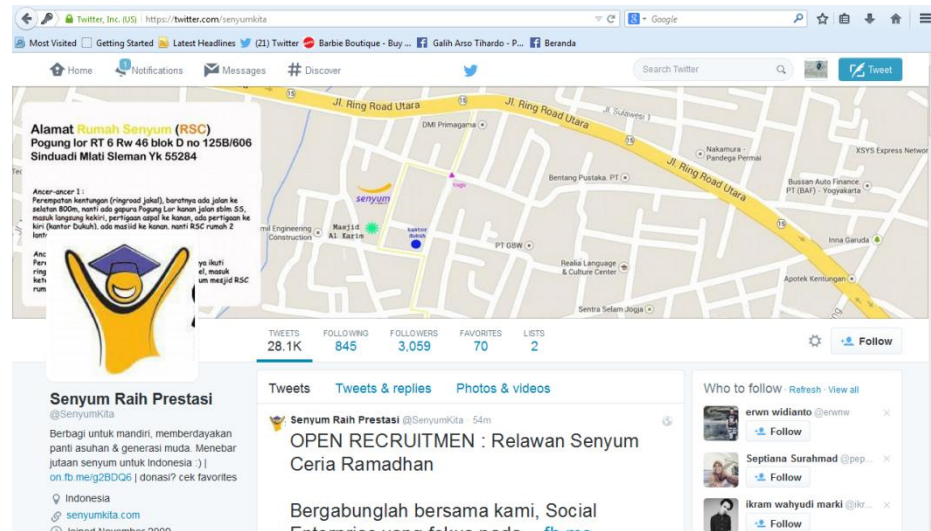 Twitter, Inc. (US) https://twitter.com/senyumkita
Google
Most Visited Getting Started Latest Headlines (21) Twitter Barbie Boutique - Buy ... Galih Arso Tihardo - P... Beranda
Home 1 Notifications Messages # Discover Search Twitter Tweet
Alamat Rumah Senyum (RSC)
Pogung lor RT 6 Rw 46 blok D no 125B/606
Sinduadi Mlati Sleman Yk 55284
Ancer-ancer 1 :
Perempatan kentungan (ringroad jakal), baratnya ada jalan ke
selatan 800m, nanti ada gapura Pogung Lor kanan jalan sblm SS,
masuk langsung kekiri, pertigaan aspal ke kanan, ada pertigaan ke
kiri (kantor Dukuh), ada masjid ke kanan. nanti RSC rumah 2
15
Jl. Ring Road Utara
15
Jl. Ring Road Utara
Jl. Sulawesi 1
DMI Primagama
Nakamura -
Pandega Permai
XSYS Express Networ
Jl. Ring Road Utara
Bentang Pustaka. PT
Bussan Auto Finance.
PT (BAF) - Yogyakarta
senyum
15
Masjid
Al Karim
kantor
dukuh
mil Engineering
Construction
PT GBW
Inna Garuda
Realia Language
& Culture Center
Apotek Kentungan
Sentra Selam Jogja
TWEETS FOLLOWING FOLLOWERS FAVORITES LISTS
28.1K 845 3,059 70 2
Follow
Senyum Raih Prestasi
@SenyumKita
Berbagi untuk mandiri, memberdayakan
panti asuhan & generasi muda. Menebar
jutaan senyum untuk Indonesia :) |
on.fb.me/g2BDQ6 | donasi? cek favorites
Indonesia
senyumkita.com
Joined November 2009
Tweets Tweets & replies Photos & videos
Senyum Raih Prestasi @SenyumKita · 54m
OPEN RECRUITMEN : Relawan Senyum
Ceria Ramadhan
Bergabunglah bersama kami, Social
Enterprise yang fokus pada
Who to follow · Refresh · View all
erwn widianto @erwnw
Follow
Septiana Surahmad @pep...
Follow
ikram wahyudi marki @ikr...
Follow